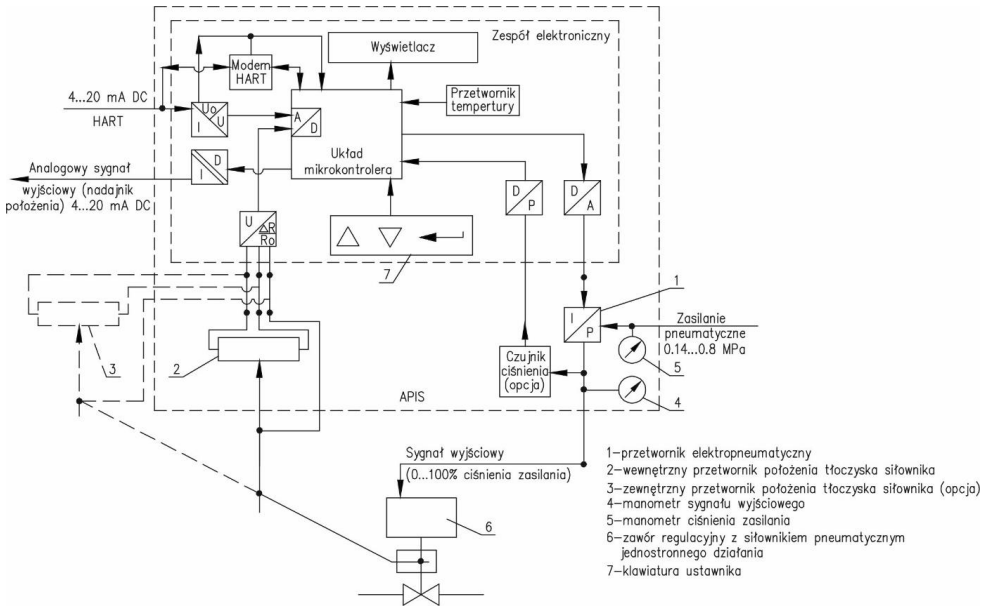 Zespół elektroniczny
Wyświetlacz
Modem
HART
4...20 mA DC
HART
Uo
U
I
A
D
Przetwornik
tempertury
Układ
mikrokontrolera
D
I
Analogowy sygnał
wyjściowy (nadajnik
położenia) 4...20 mA DC
D
P
D
A
U
ΔR
Ro
7
1
I
P
Zasilanie
pneumatyczne
0.14...0.8 MPa
3
2
Czujnik
ciśnienia
(opcja)
5
4
APIS
Sygnał wyjściowy
(0...100% ciśnienia zasilania)
6
1–przetwornik elektropneumatyczny
2–wewnętrzny przetwornik położenia tłoczyska siłownika
3–zewnętrzny przetwornik położenia tłoczyska siłownika (opcja)
4–manometr sygnału wyjściowego
5–manometr ciśnienia zasilania
6–zawór regulacyjny z siłownikiem pneumatycznym
jednostronnego działania
7–klawiatura ustawnika